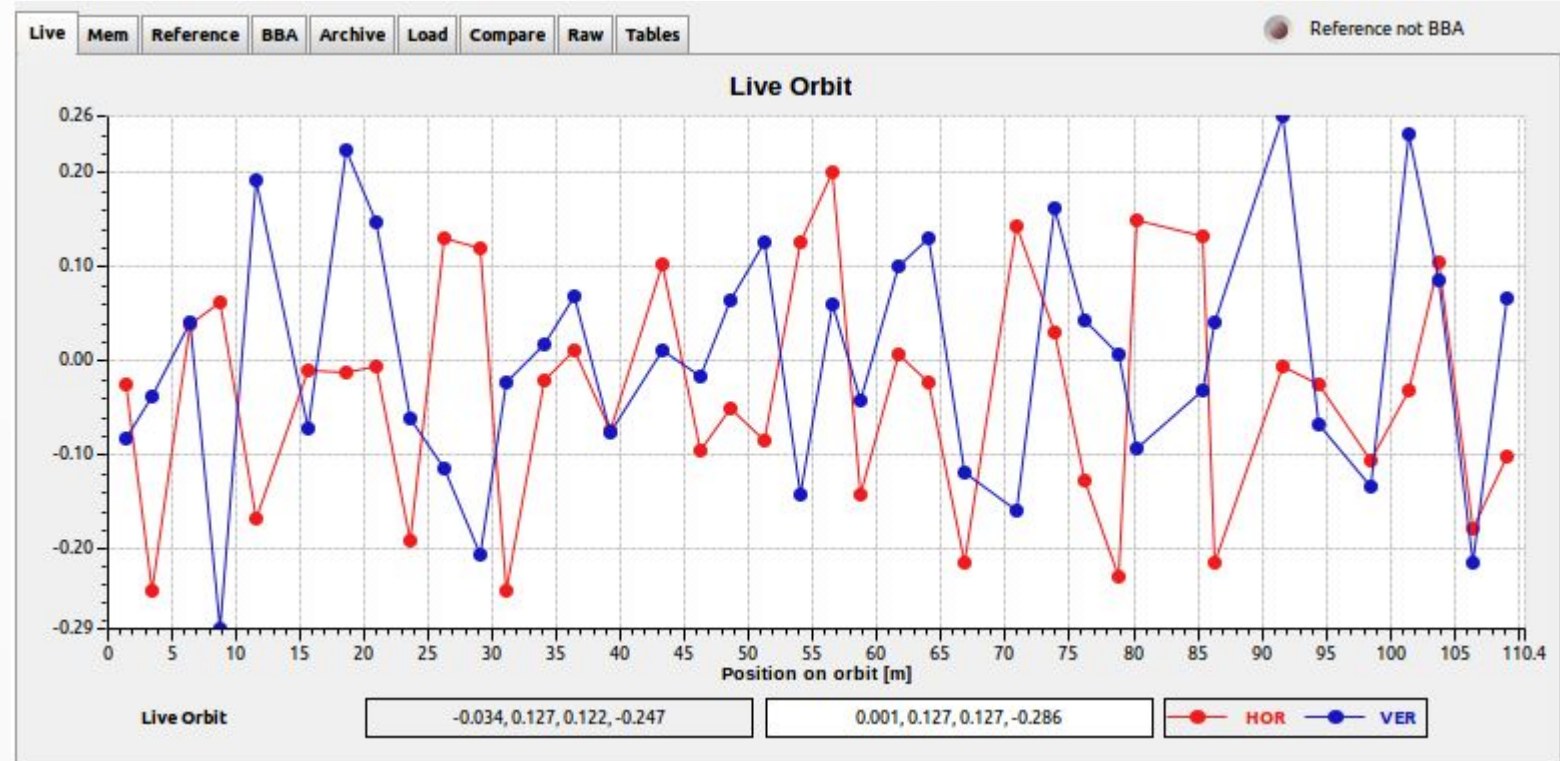 Live Mem Reference BBA Archive Load Compare Raw Tables Reference not BBA
Live Orbit
0.26
0.20
0.10
0.00
-0.10
-0.20
-0.29
0 5 10 15 20 25 30 35 40 45 50 55 60 65 70 75 80 85 90 95 100 105 110.4
Position on orbit [m]
Live Orbit -0.034, 0.127, 0.122, -0.247 0.001, 0.127, 0.127, -0.286 HOR VER